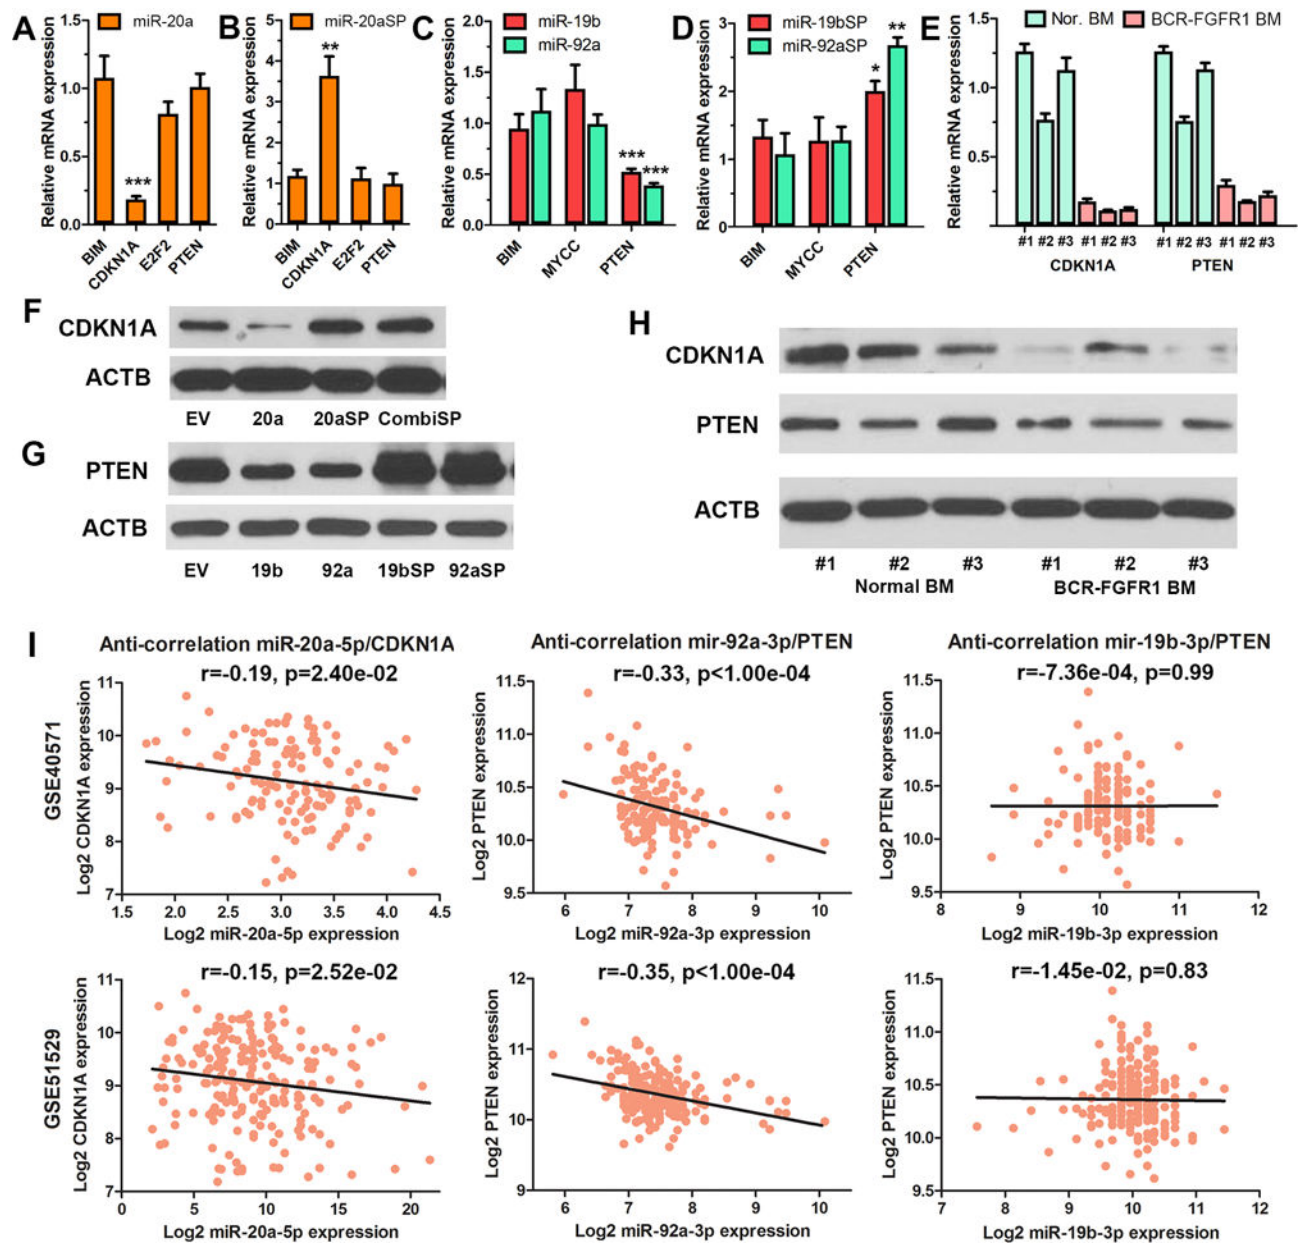 A
miR-20a
Relative mRNA expression
1.5
1.0
0.5
0.0
***
BIM
CDKN1A
E2F2
PTEN
B
miR-20aSP
Relative mRNA expression
5
4
3
2
1
0
**
BIM
CDKN1A
E2F2
PTEN
C
miR-19b
miR-92a
Relative mRNA expression
2.0
1.5
1.0
0.5
0.0
***
***
BIM
MYCC
PTEN
D
miR-19bSP
miR-92aSP
Relative mRNA expression
3
2
1
0
*
**
BIM
MYCC
PTEN
E
Nor. BM
BCR-FGFR1 BM
Relative mRNA expression
1.5
1.0
0.5
0.0
#1 #2 #3 #1 #2 #3 #1 #2 #3 #1 #2 #3
CDKN1A PTEN
F
CDKN1A
ACTB
EV 20a 20aSP CombiSP
G
PTEN
ACTB
EV 19b 92a 19bSP 92aSP
H
CDKN1A
PTEN
ACTB
#1 #2 #3 #1 #2 #3
Normal BM BCR-FGFR1 BM
I
GSE40571
Anti-correlation miR-20a-5p/CDKN1A
r=-0.19, p=2.40e-02
Log2 CDKN1A expression
11
10
9
8
7
1.5 2.0 2.5 3.0 3.5 4.0 4.5
Log2 miR-20a-5p expression
Anti-correlation mir-92a-3p/PTEN
r=-0.33, p<1.00e-04
Log2 PTEN expression
11.5
11.0
10.5
10.0
9.5
6 7 8 9 10
Log2 miR-92a-3p expression
Anti-correlation mir-19b-3p/PTEN
r=-7.36e-04, p=0.99
Log2 PTEN expression
11.5
11.0
10.5
10.0
9.5
8 9 10 11 12
Log2 miR-19b-3p expression
GSE51529
r=-0.15, p=2.52e-02
Log2 CDKN1A expression
11
10
9
8
7
0 5 10 15 20
Log2 miR-20a-5p expression
r=-0.35, p<1.00e-04
Log2 PTEN expression
12
11
10
9
6 7 8 9 10
Log2 miR-92a-3p expression
r=-1.45e-02, p=0.83
Log2 PTEN expression
11.5
11.0
10.5
10.0
9.5
7 8 9 10 11 12
Log2 miR-19b-3p expression